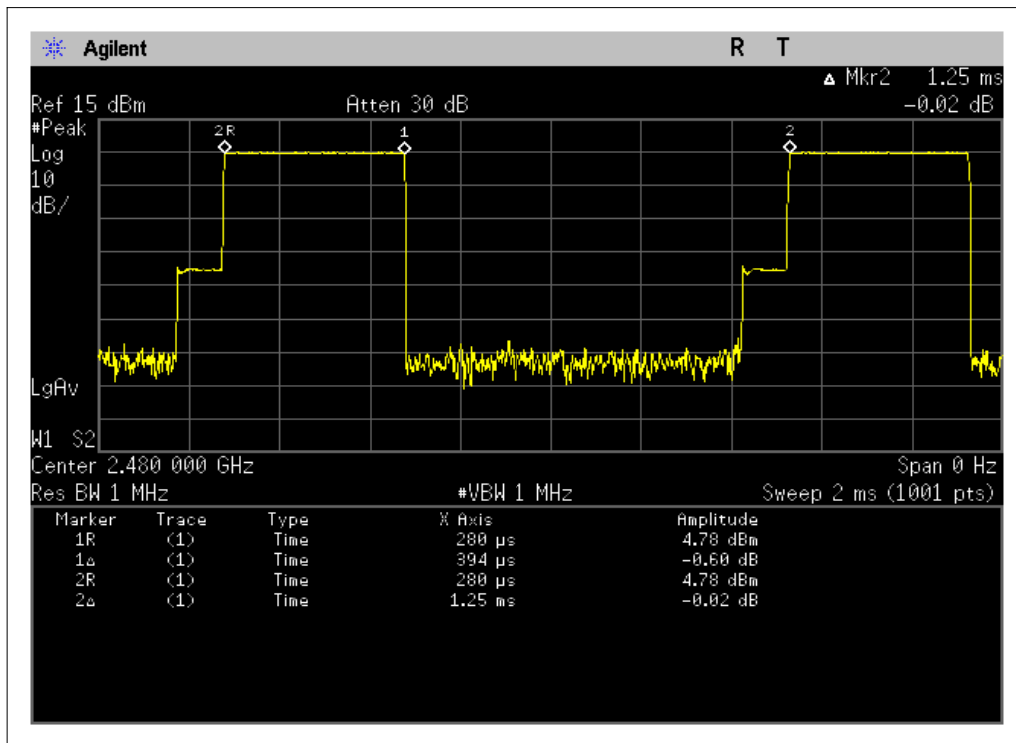 Agilent R T
Δ Mkr2 1.25 ms
Ref 15 dBm Atten 30 dB -0.02 dB
#Peak
Log
10
dB/
2R 1 2
LgAv
W1 S2
Center 2.480 000 GHz Span 0 Hz
Res BW 1 MHz #VBW 1 MHz Sweep 2 ms (1001 pts)
Marker Trace Type X Axis Amplitude
1R (1) Time 280 µs 4.78 dBm
1Δ (1) Time 394 µs -0.60 dB
2R (1) Time 280 µs 4.78 dBm
2Δ (1) Time 1.25 ms -0.02 dB